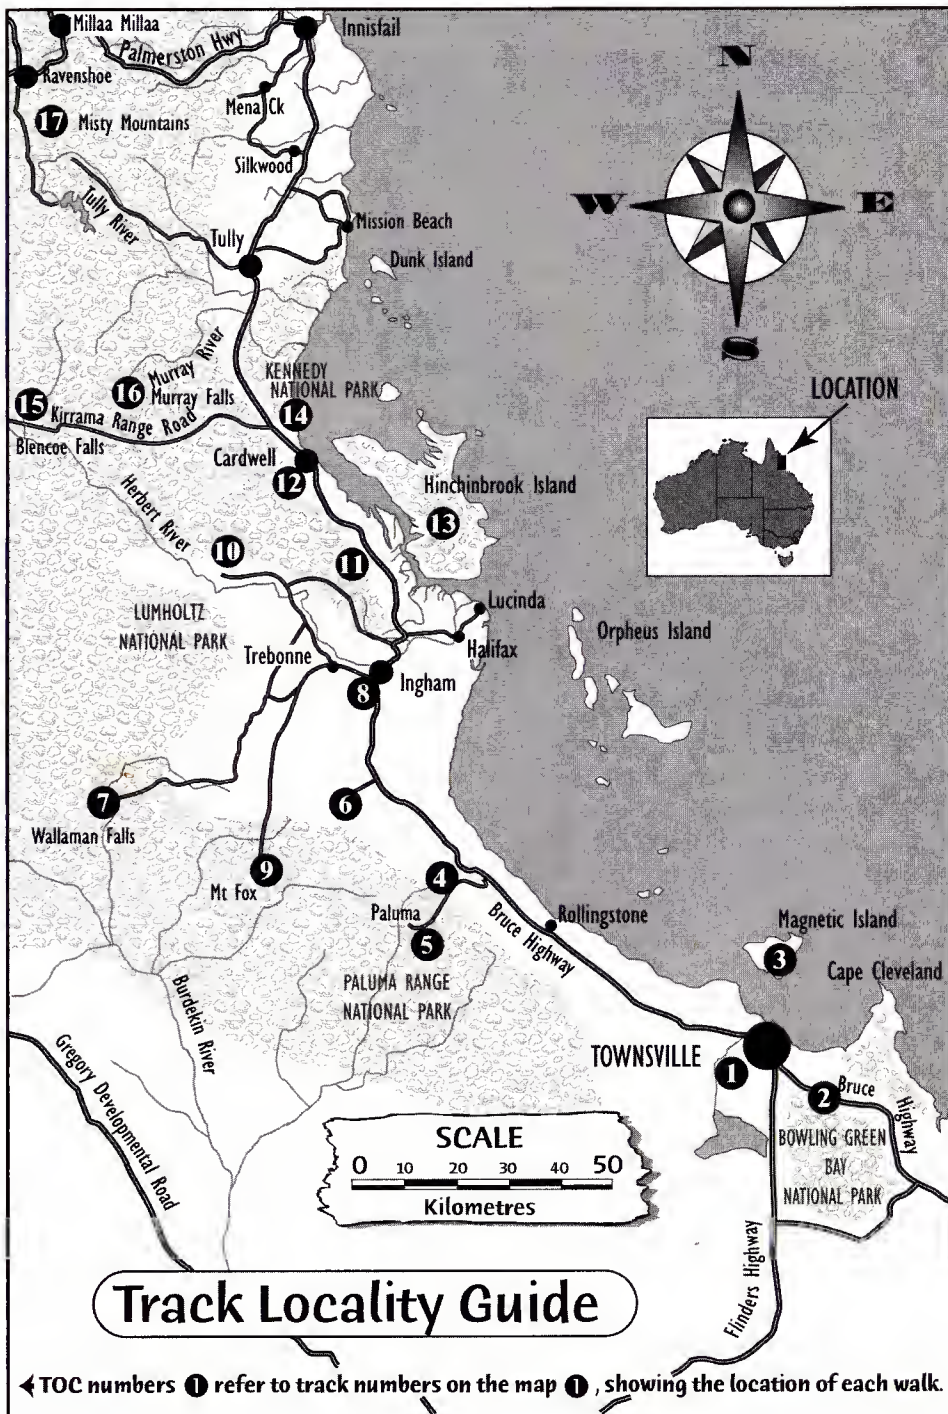 Millaa Millaa
Innisfail
Palmerston Hwy
N
Ravenshoe
Mena Ck
17 Misty Mountains
Silkwood
W
E
Tully River
Tully
Mission Beach
Dunk Island
S
Murray River
KENNEDY
NATIONAL PARK
LOCATION
16
Murray Falls
15
Kirrama Range Road
14
Blencoe Falls
Cardwell
12
Hinchinbrook Island
13
Herbert River
10
11
LUMHOLTZ
NATIONAL PARK
Lucinda
Orpheus Island
Halifax
Trebonne
Ingham
8
7
6
Wallaman Falls
9
4
Mt Fox
Paluma
5
Bruce Highway
Rollingstone
Magnetic Island
3
Cape Cleveland
PALUMA RANGE
NATIONAL PARK
Burdekin River
Gregory Developmental Road
TOWNSVILLE
1
2
Bruce Highway
BOWLING GREEN
BAY
NATIONAL PARK
SCALE
0 10 20 30 40 50
Kilometres
Flinders Highway
Track Locality Guide
TOC numbers 1 refer to track numbers on the map 1 , showing the location of each walk.